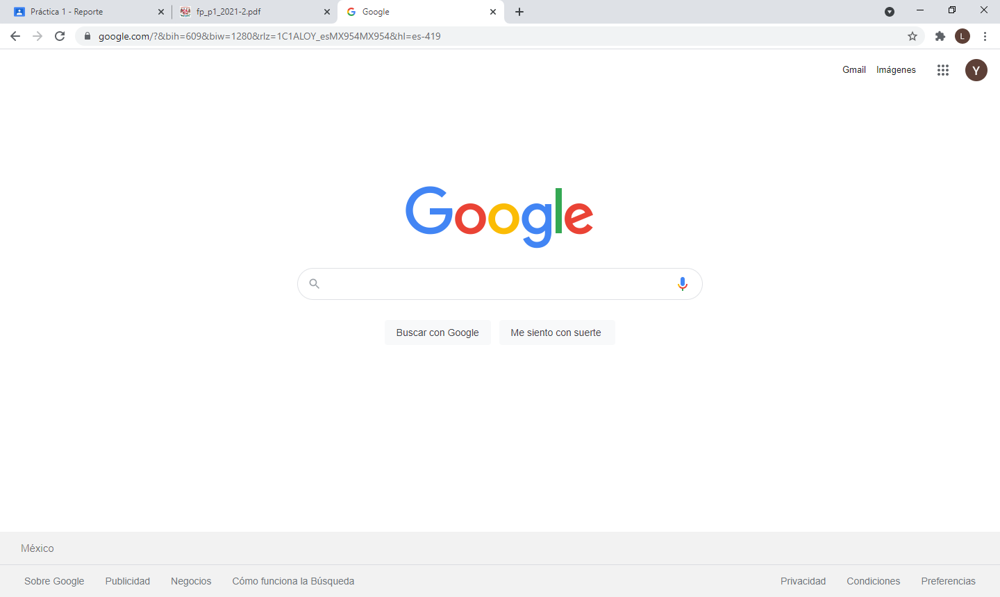 Práctica 1 - Reporte
fp_p1_2021-2.pdf
Google
google.com/?&bih=609&biw=1280&rlz=1C1ALOY_esMX954MX954&hl=es-419
L
Gmail
Imágenes
Y
Google
Buscar con Google
Me siento con suerte
México
Sobre Google
Publicidad
Negocios
Cómo funciona la Búsqueda
Privacidad
Condiciones
Preferencias